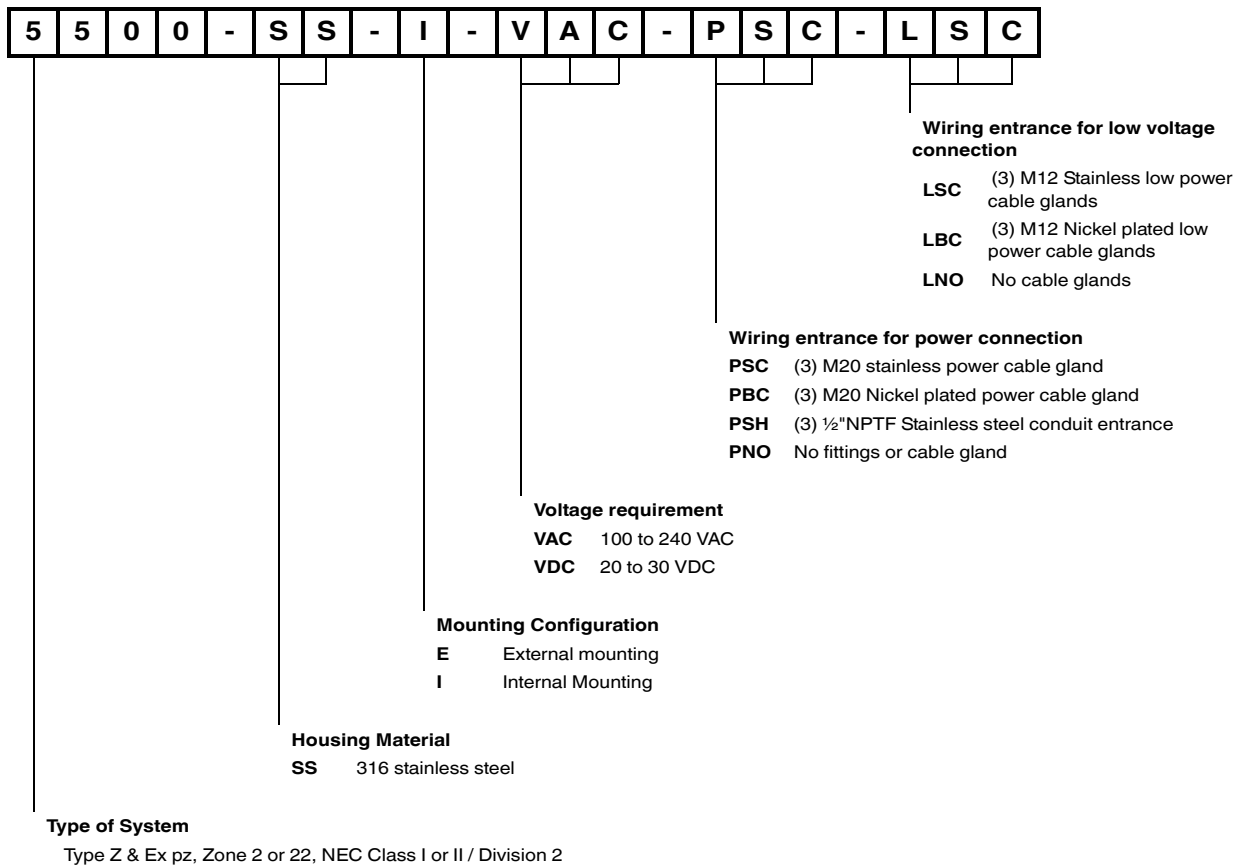 5 5 0 0 - S S - I - V A C - P S C - L S C
Wiring entrance for low voltage
connection
LSC (3) M12 Stainless low power
cable glands
LBC (3) M12 Nickel plated low
power cable glands
LNO No cable glands
Wiring entrance for power connection
PSC (3) M20 stainless power cable gland
PBC (3) M20 Nickel plated power cable gland
PSH (3) ½"NPTF Stainless steel conduit entrance
PNO No fittings or cable gland
Voltage requirement
VAC 100 to 240 VAC
VDC 20 to 30 VDC
Mounting Configuration
E External mounting
I Internal Mounting
Housing Material
SS 316 stainless steel
Type of System
Type Z & Ex pz, Zone 2 or 22, NEC Class I or II / Division 2